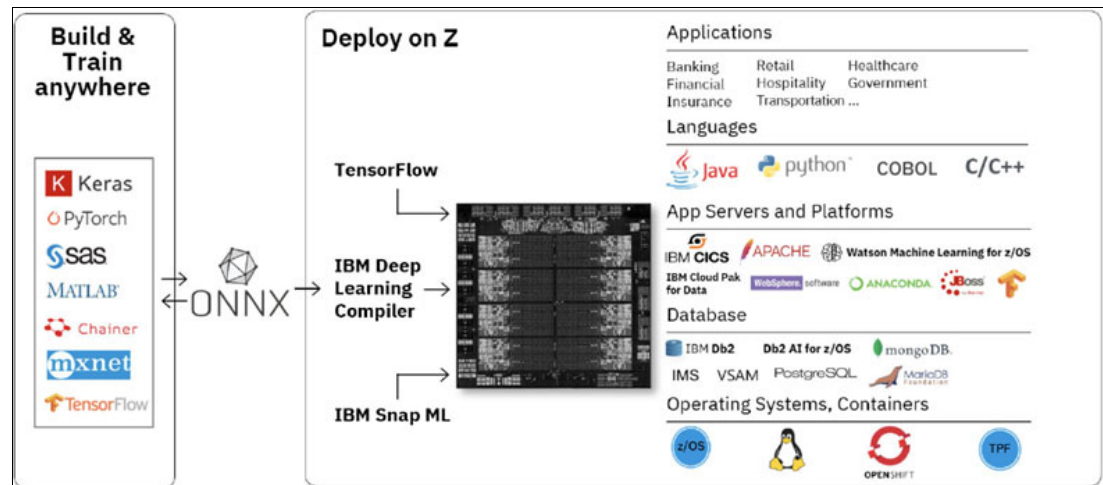 Build &
Train
anywhere
Keras
PyTorch
sas
MATLAB
Chainer
mxnet
TensorFlow
ONNX
Deploy on Z
TensorFlow
IBM Deep
Learning
Compiler
IBM Snap ML
Applications
Banking Retail Healthcare
Financial Hospitality Government
Insurance Transportation ...
Languages
Java python COBOL C/C++
App Servers and Platforms
IBM CICS APACHE Watson Machine Learning for z/OS
IBM Cloud Pak
for Data WebSphere. software ANACONDA. JBoss
Database
IBM Db2 Db2 AI for z/OS mongoDB.
IMS VSAM PostgreSQL MariaDB
Foundation
Operating Systems, Containers
z/OS OPENSHIFT TPF